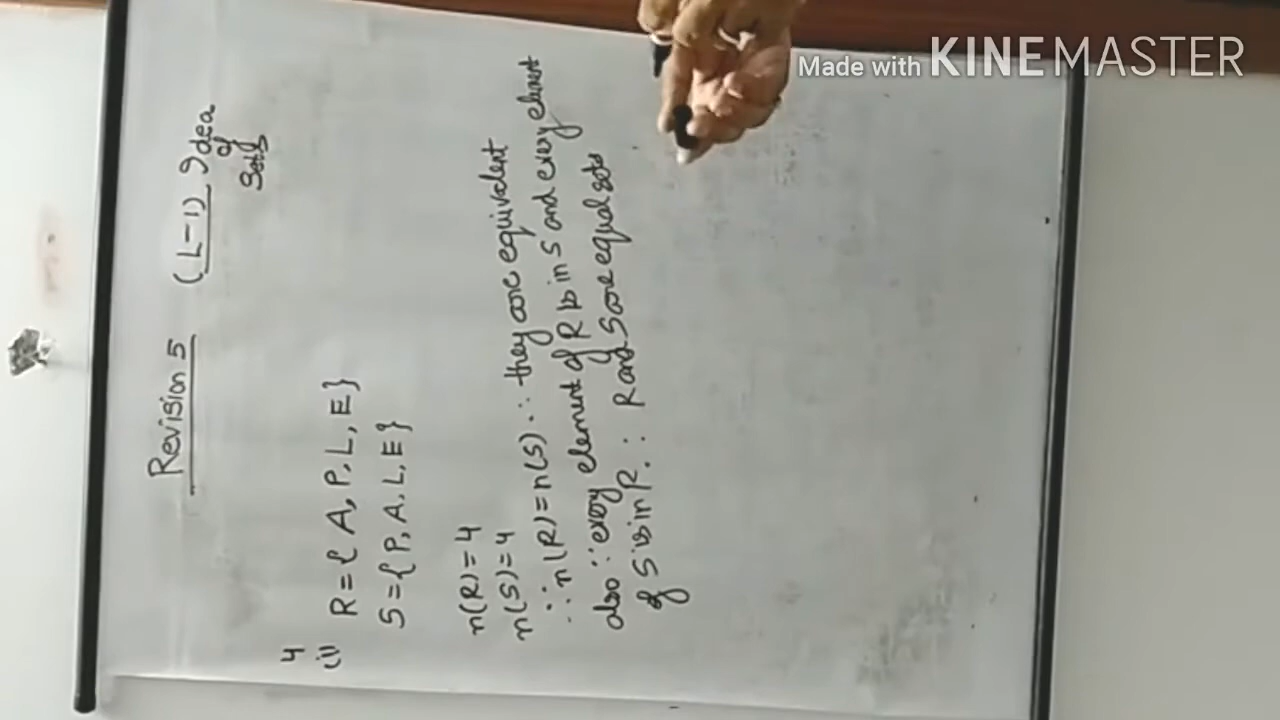 Made with KINEMASTER
Revision 5 (L-1) Idea
of
Sets
4
(i) R = { A, P, L, E }
S = { P, A, L, E }
n(R) = 4
n(S) = 4
∴ n(R) = n(S) ∴ they are equivalent
also ∵ every element of R is in S and every element
of S is in R. ∴ R and S are equal sets